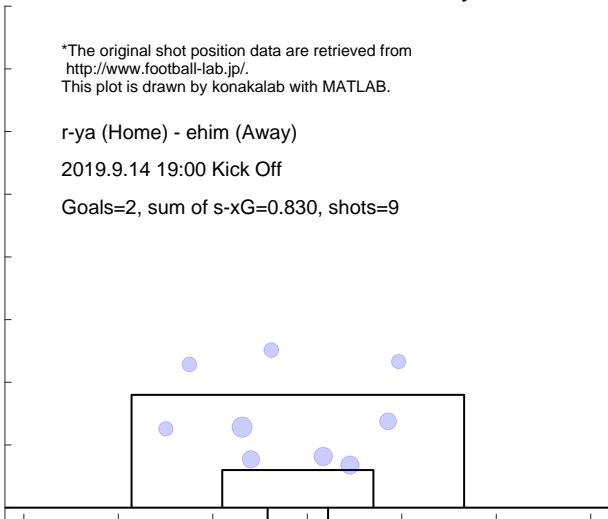 *The original shot position data are retrieved from
http://www.football-lab.jp/.
This plot is drawn by konakalab with MATLAB.
r-ya (Home) - ehim (Away)
2019.9.14 19:00 Kick Off
Goals=2, sum of s-xG=0.830, shots=9